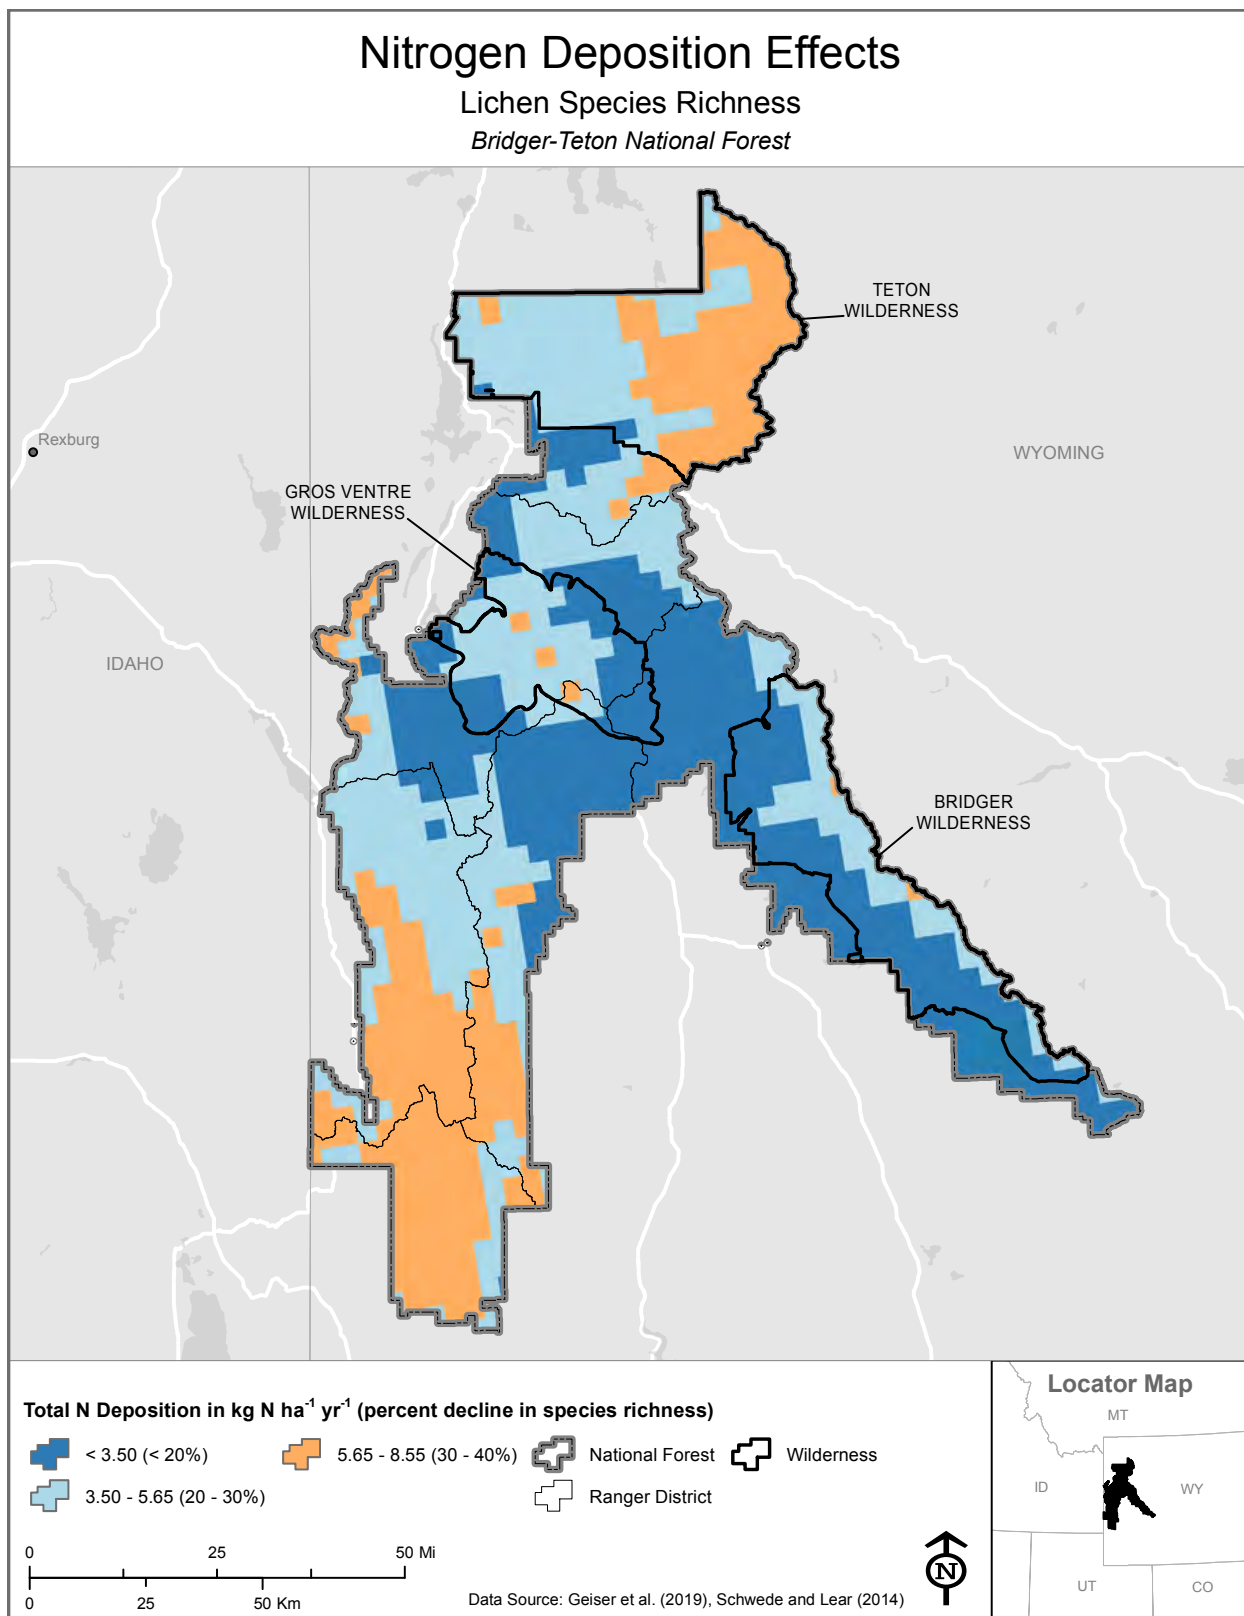 Nitrogen Deposition Effects
Lichen Species Richness
Bridger-Teton National Forest
TETON
WILDERNESS
Rexburg
WYOMING
GROS VENTRE
WILDERNESS
IDAHO
BRIDGER
WILDERNESS
Total N Deposition in kg N ha⁻¹ yr⁻¹ (percent decline in species richness)
< 3.50 (< 20%)
5.65 - 8.55 (30 - 40%)
National Forest
Wilderness
3.50 - 5.65 (20 - 30%)
Ranger District
0 25 50 Mi
0 25 50 Km
N
Data Source: Geiser et al. (2019), Schwede and Lear (2014)
Locator Map
MT
ID
WY
UT
CO